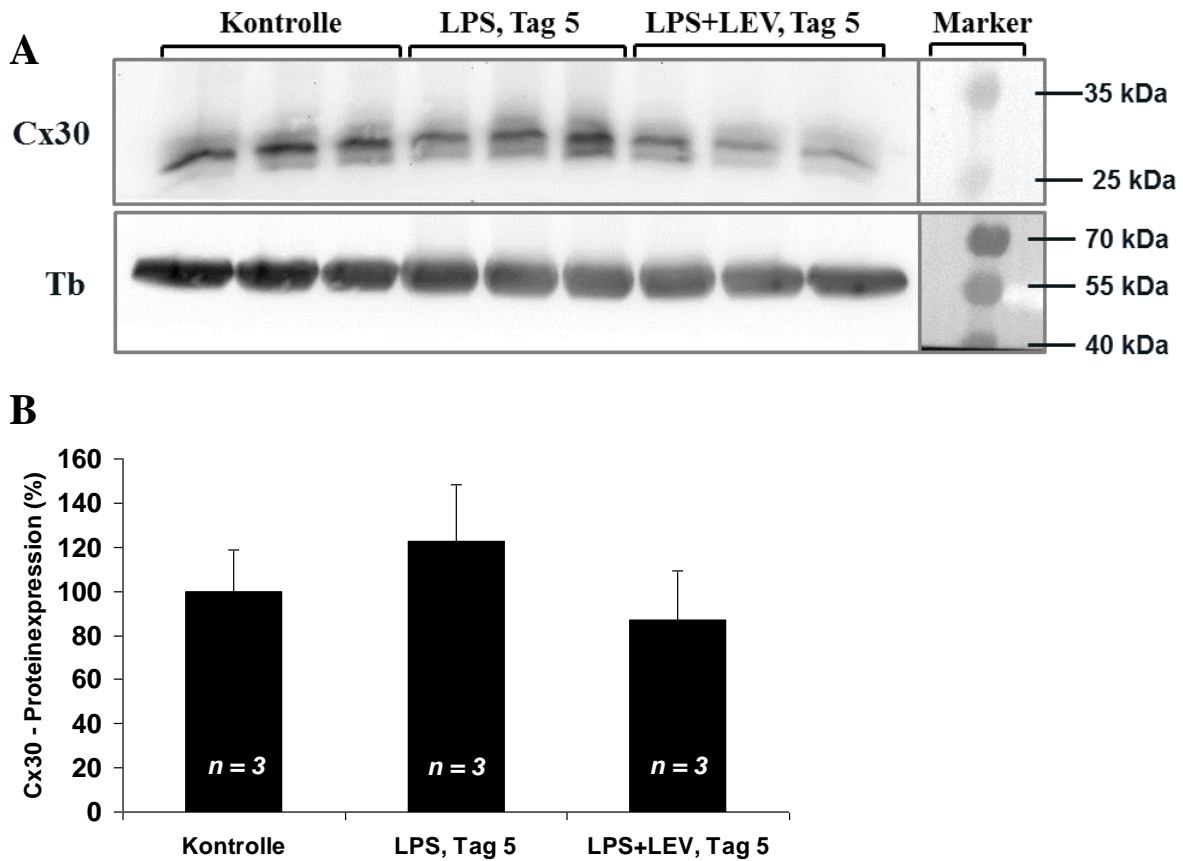 Kontrolle LPS, Tag 5 LPS+LEV, Tag 5 Marker
A
35 kDa
Cx30
25 kDa
70 kDa
Tb
55 kDa
40 kDa
B
Cx30 - Proteinexpression (%)
160
140
120
100
80
60
40
20
0
n = 3 n = 3 n = 3
Kontrolle LPS, Tag 5 LPS+LEV, Tag 5